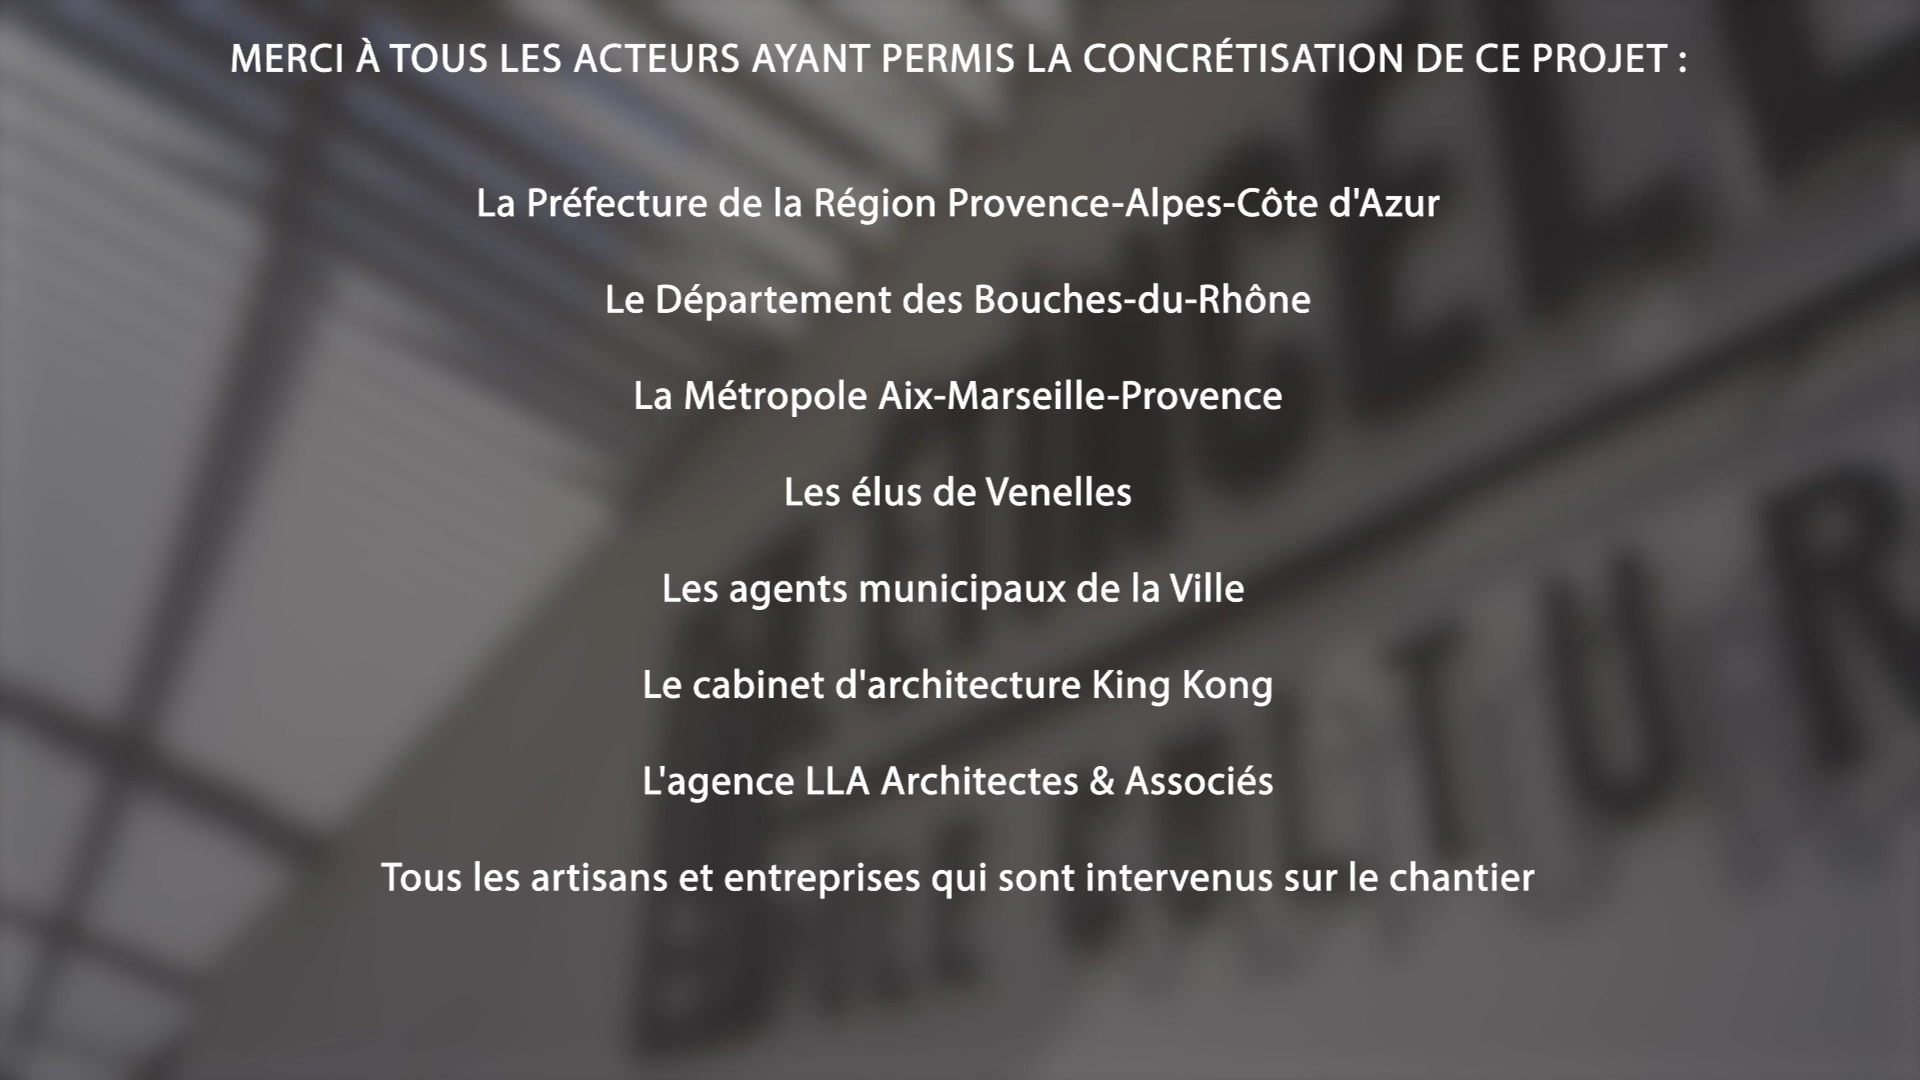 MERCI À TOUS LES ACTEURS AYANT PERMIS LA CONCRÉTISATION DE CE PROJET :
La Préfecture de la Région Provence-Alpes-Côte d'Azur
Le Département des Bouches-du-Rhône
La Métropole Aix-Marseille-Provence
Les élus de Venelles
Les agents municipaux de la Ville
Le cabinet d'architecture King Kong
L'agence LLA Architectes & Associés
Tous les artisans et entreprises qui sont intervenus sur le chantier